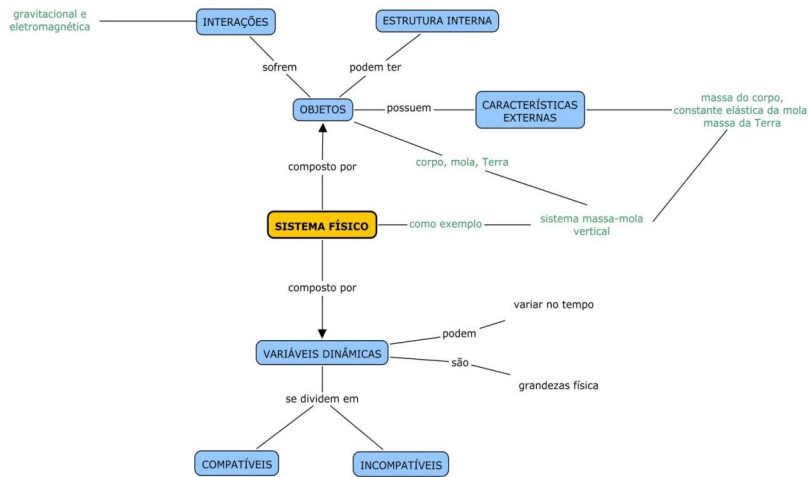 gravitacional e
eletromagnética
INTERAÇÕES
ESTRUTURA INTERNA
sofrem
podem ter
OBJETOS
possuem
CARACTERÍSTICAS
EXTERNAS
massa do corpo,
constante elástica da mola
massa da Terra
composto por
corpo, mola, Terra
SISTEMA FÍSICO
como exemplo
sistema massa-mola
vertical
composto por
variar no tempo
podem
VARIÁVEIS DINÂMICAS
são
grandezas física
se dividem em
COMPATÍVEIS
INCOMPATÍVEIS